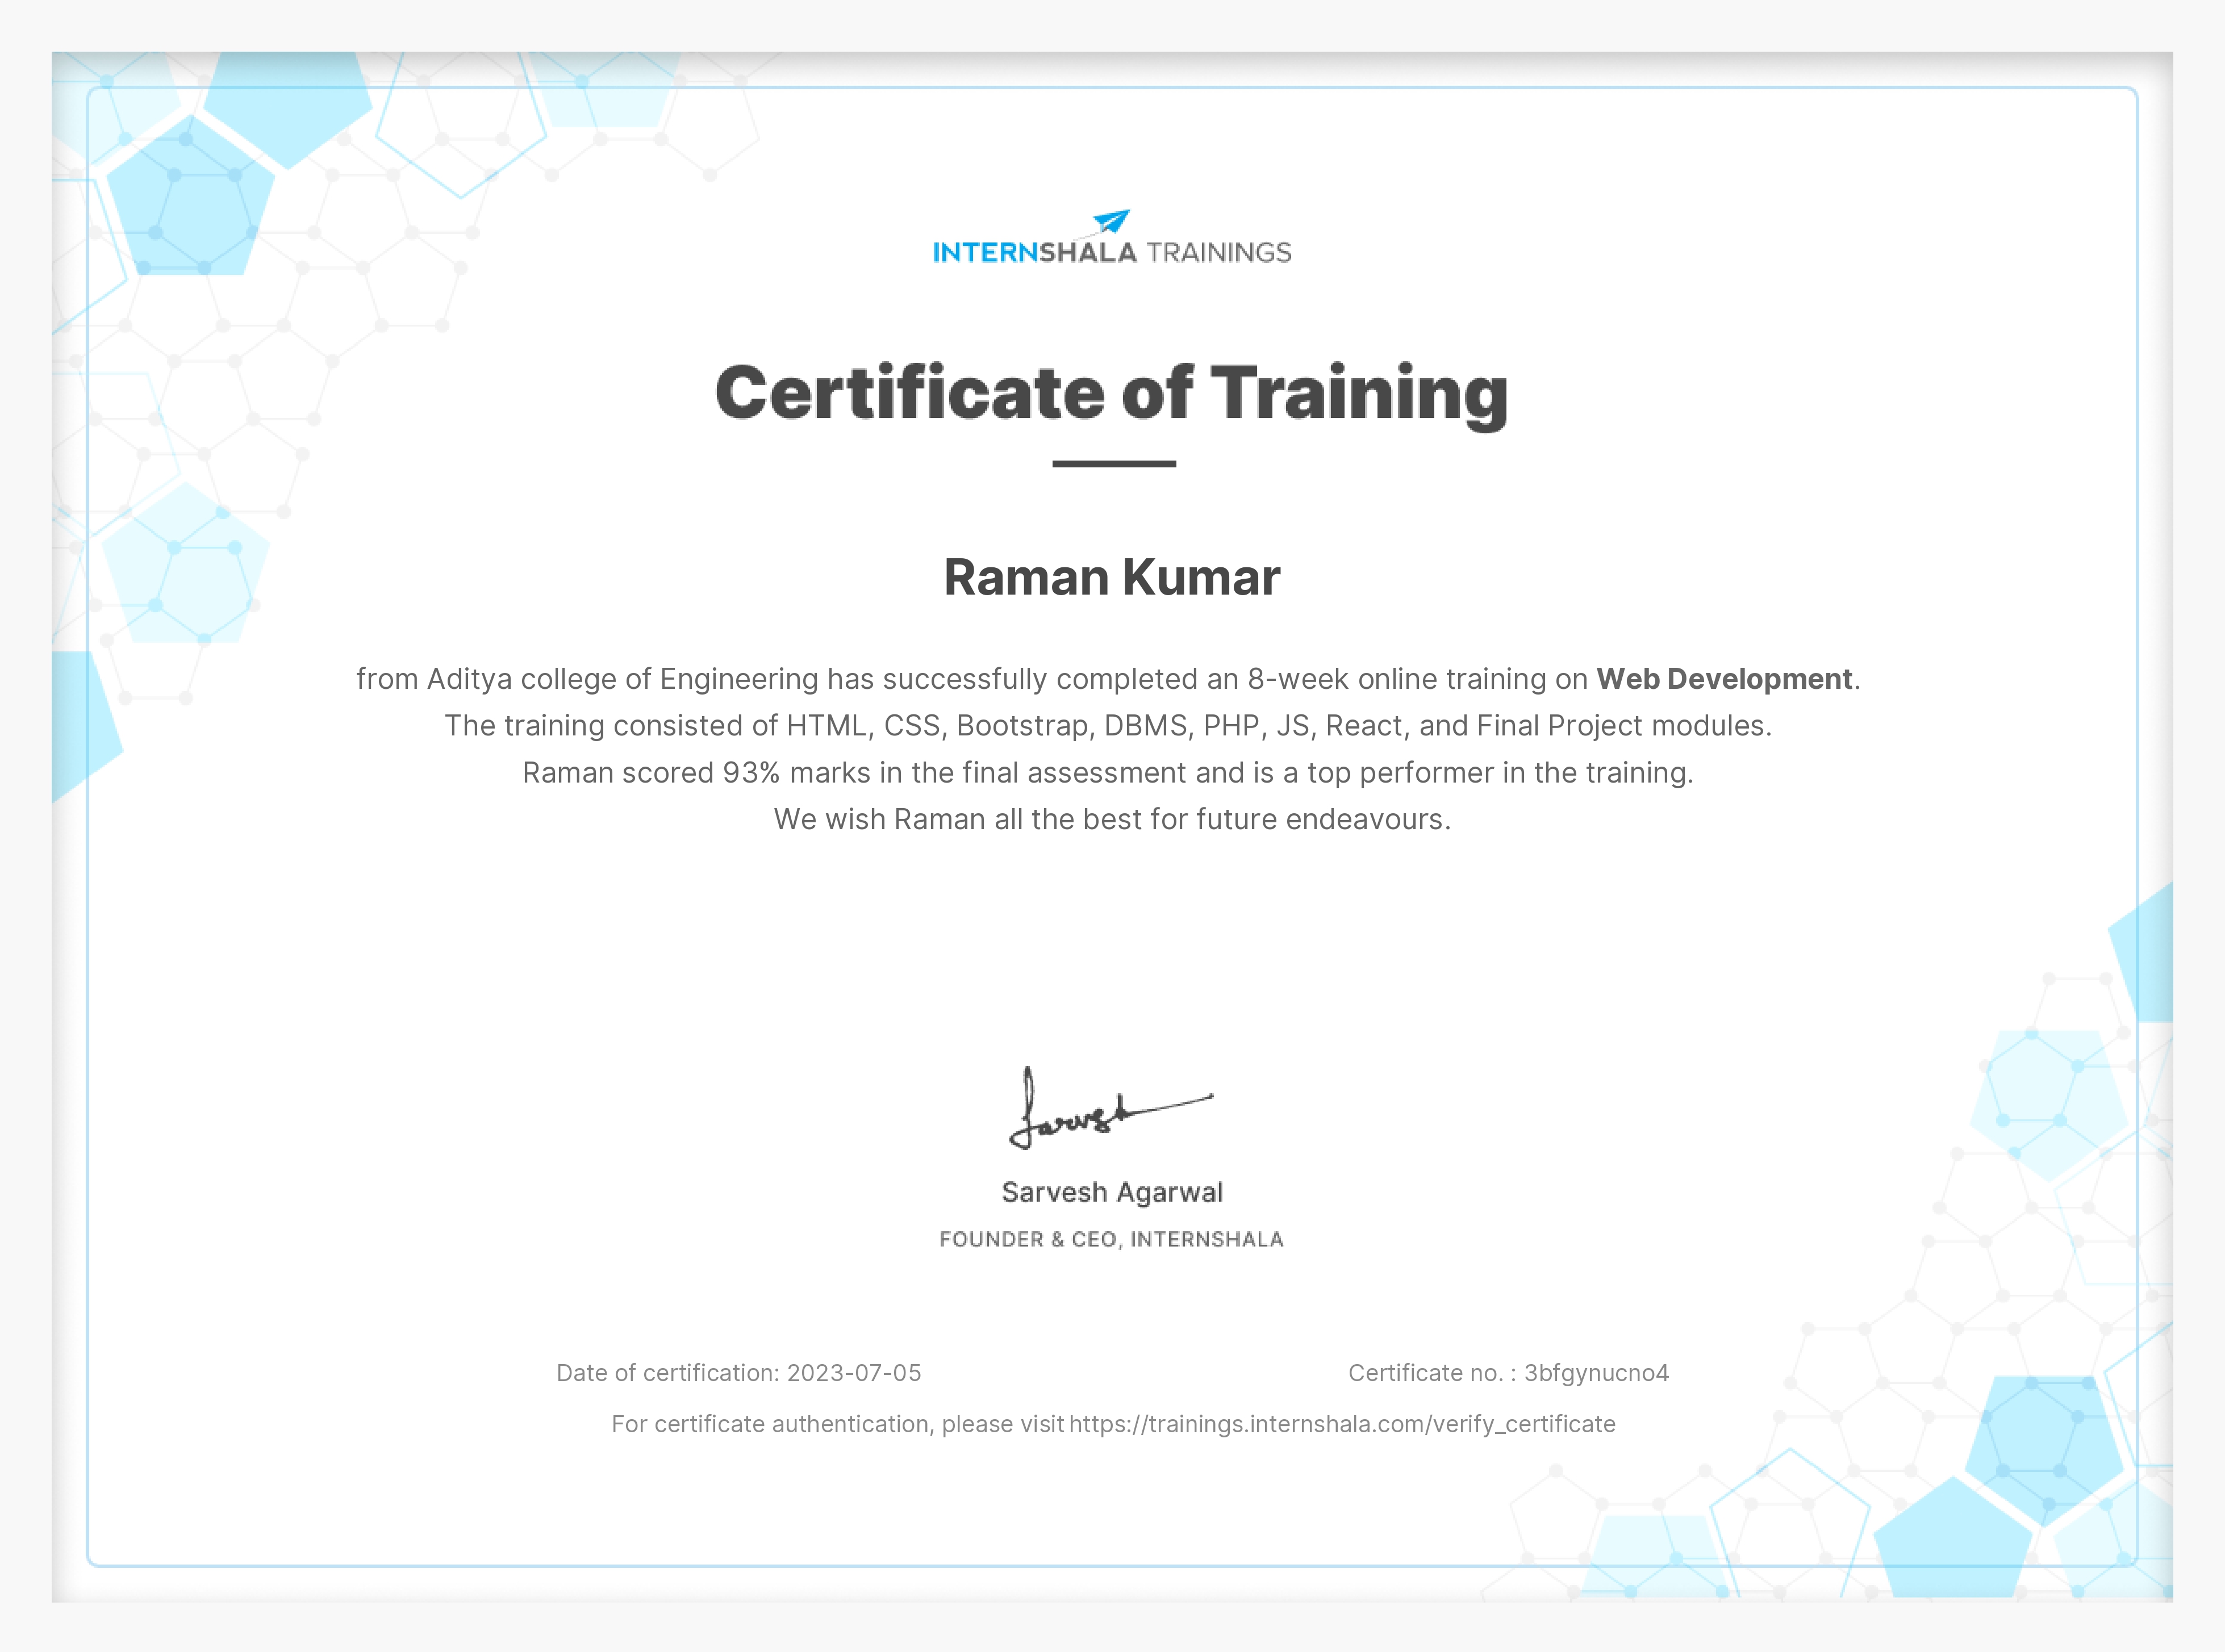 INTERNSHALA TRAININGS
Certificate of Training
Raman Kumar
from Aditya college of Engineering has successfully completed an 8-week online training on Web Development.
The training consisted of HTML, CSS, Bootstrap, DBMS, PHP, JS, React, and Final Project modules.
Raman scored 93% marks in the final assessment and is a top performer in the training.
We wish Raman all the best for future endeavours.
Sarvesh
Sarvesh Agarwal
FOUNDER & CEO, INTERNSHALA
Date of certification: 2023-07-05
Certificate no. : 3bfgynucno4
For certificate authentication, please visit https://trainings.internshala.com/verify_certificate